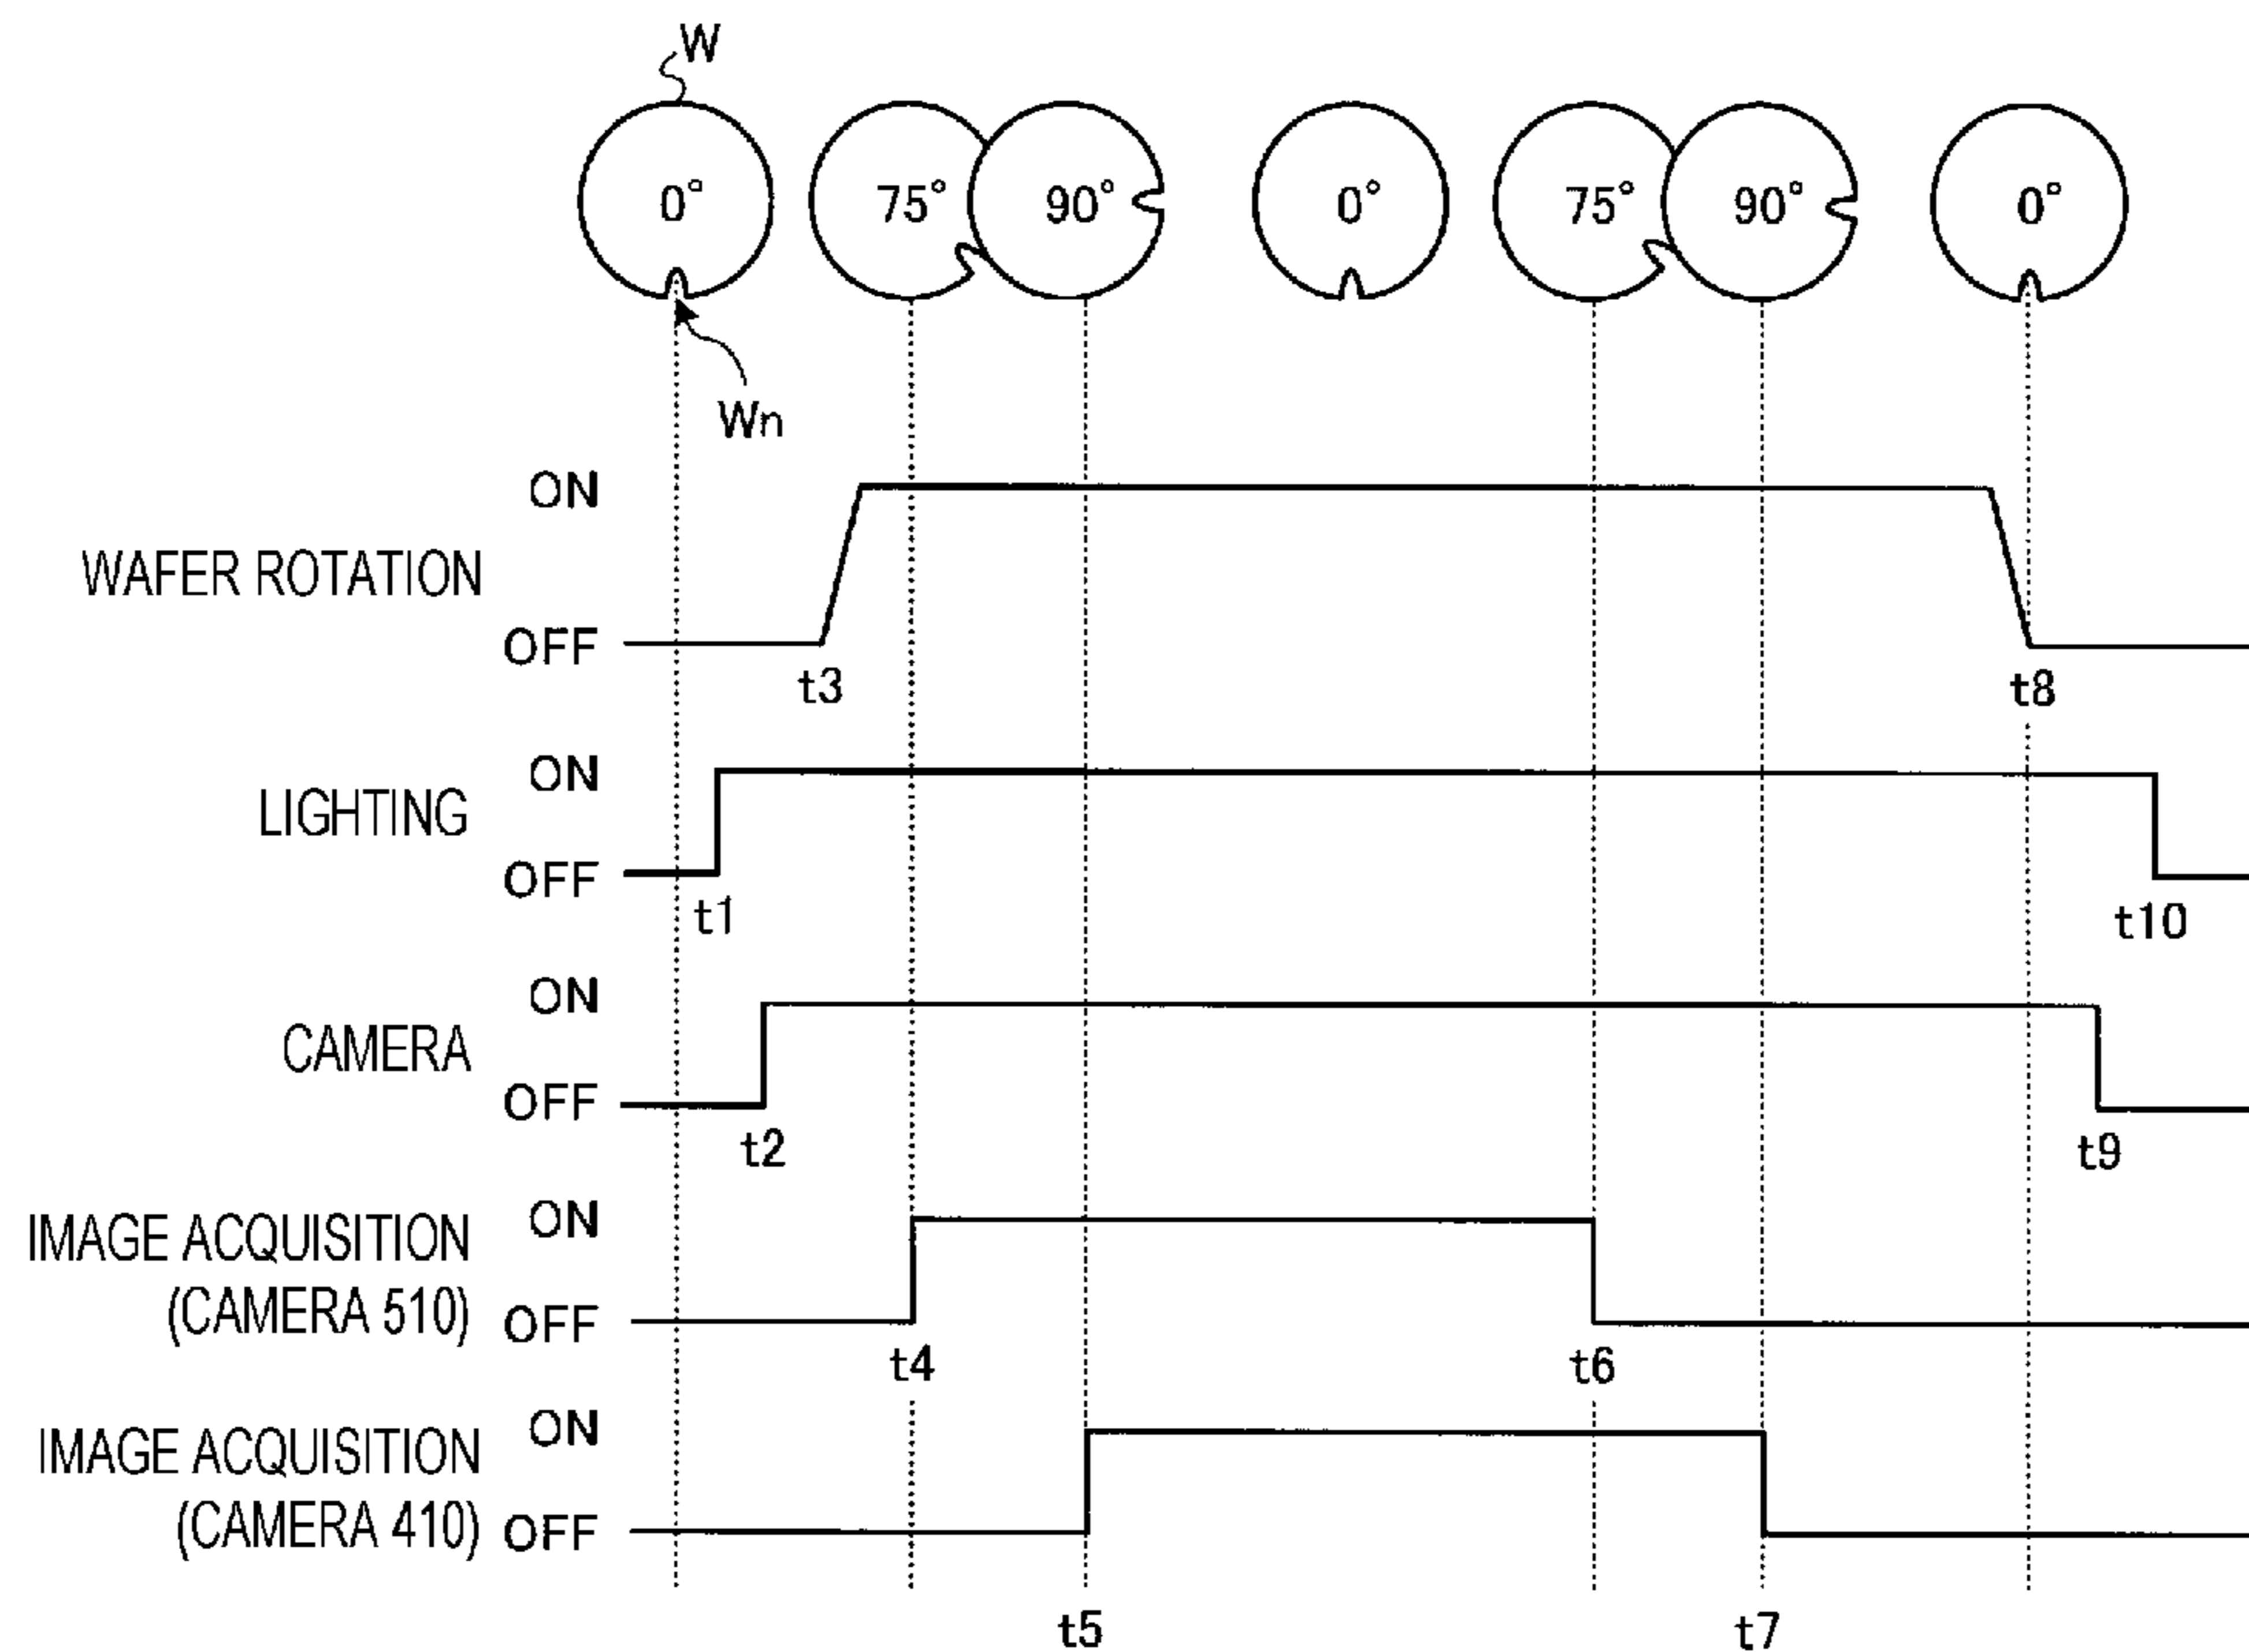 W
0° 75° 90° 0° 75° 90° 0°
Wn
ON
WAFER ROTATION
OFF
t3 t8
ON
LIGHTING
OFF
t1 t10
ON
CAMERA
OFF
t2 t9
IMAGE ACQUISITION ON
(CAMERA 510) OFF
t4 t6
IMAGE ACQUISITION ON
(CAMERA 410) OFF
t5 t7